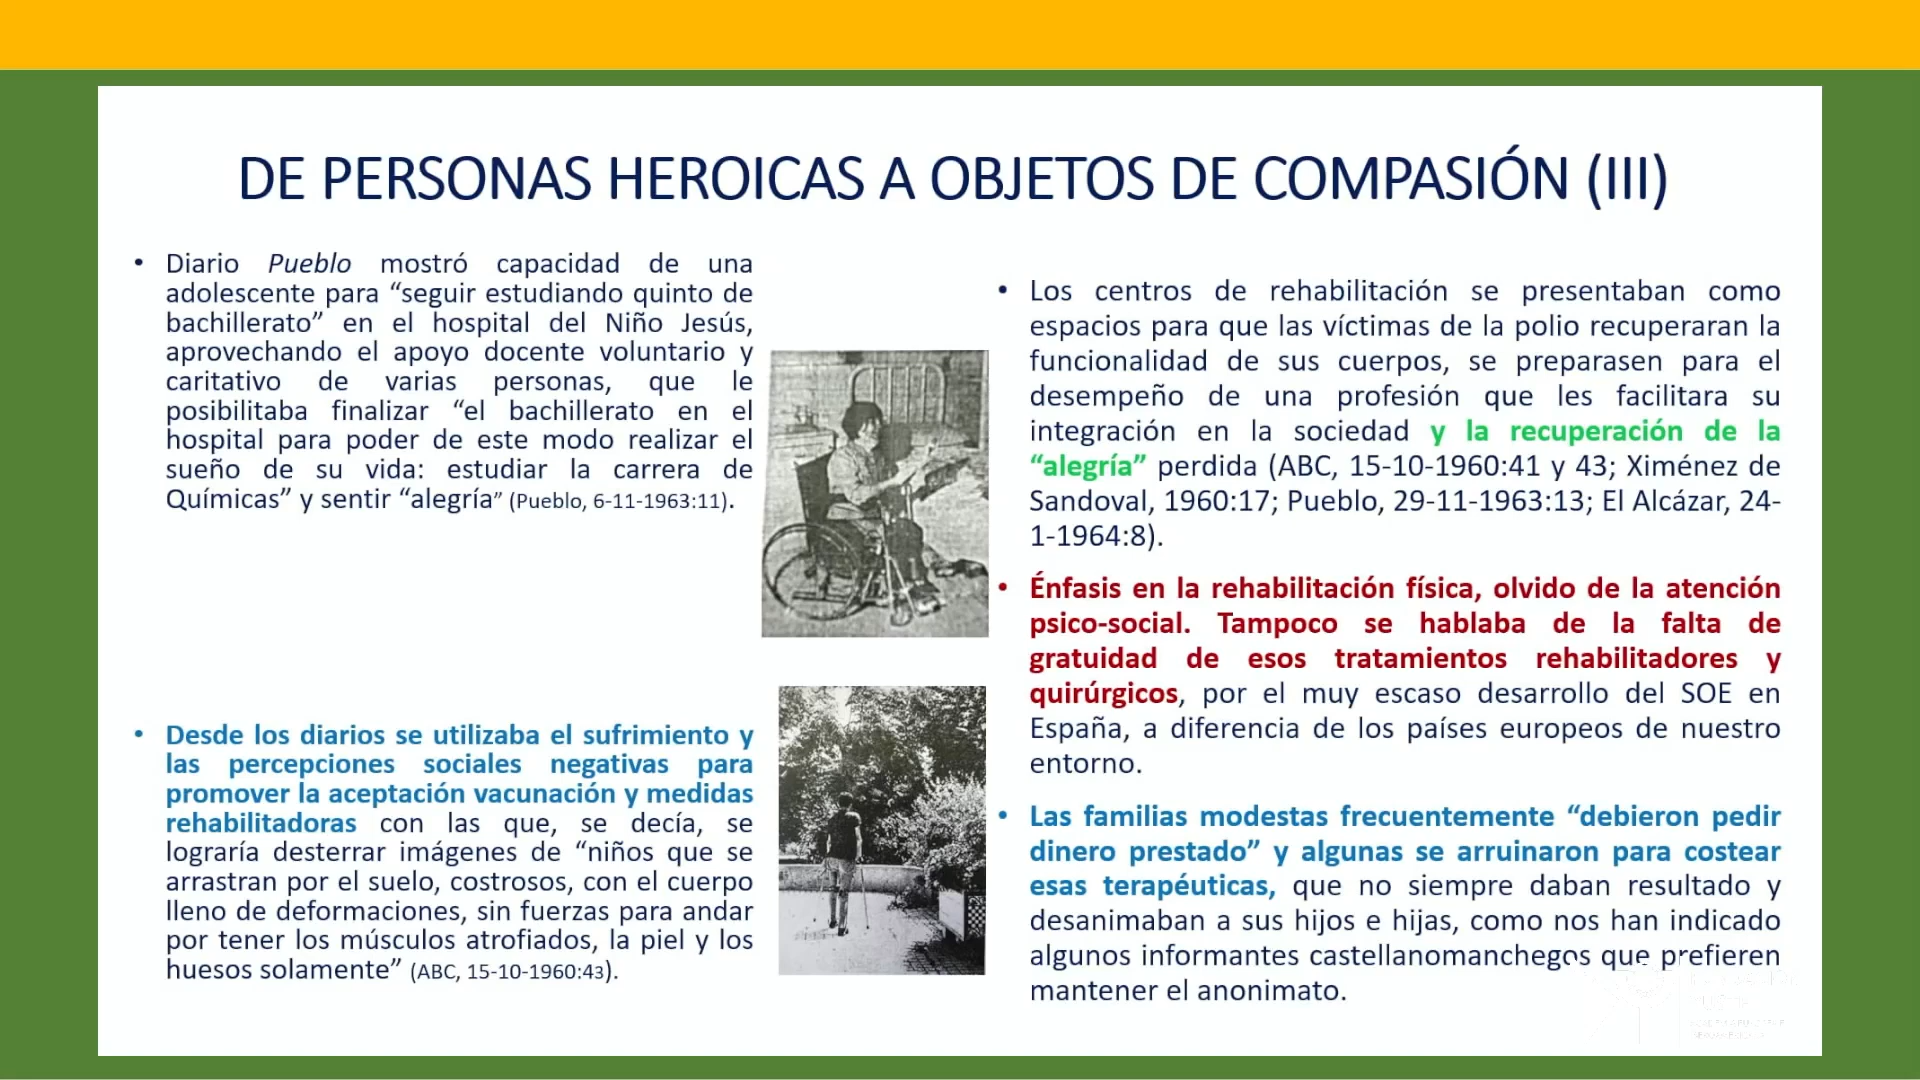 DE PERSONAS HEROICAS A OBJETOS DE COMPASIÓN (III)
• Diario Pueblo mostró capacidad de una
adolescente para “seguir estudiando quinto de
bachillerato” en el hospital del Niño Jesús,
aprovechando el apoyo docente voluntario y
caritativo de varias personas, que le
posibilitaba finalizar “el bachillerato en el
hospital para poder de este modo realizar el
sueño de su vida: estudiar la carrera de
Químicas” y sentir “alegría” (Pueblo, 6-11-1963:11).
• Desde los diarios se utilizaba el sufrimiento y
las percepciones sociales negativas para
promover la aceptación vacunación y medidas
rehabilitadoras con las que, se decía, se
lograría desterrar imágenes de “niños que se
arrastran por el suelo, costrosos, con el cuerpo
lleno de deformaciones, sin fuerzas para andar
por tener los músculos atrofiados, la piel y los
huesos solamente” (ABC, 15-10-1960:43).
• Los centros de rehabilitación se presentaban como
espacios para que las víctimas de la polio recuperaran la
funcionalidad de sus cuerpos, se preparasen para el
desempeño de una profesión que les facilitara su
integración en la sociedad y la recuperación de la
“alegría” perdida (ABC, 15-10-1960:41 y 43; Ximénez de
Sandoval, 1960:17; Pueblo, 29-11-1963:13; El Alcázar, 24-
1-1964:8).
• Énfasis en la rehabilitación física, olvido de la atención
psico-social. Tampoco se hablaba de la falta de
gratuidad de esos tratamientos rehabilitadores y
quirúrgicos, por el muy escaso desarrollo del SOE en
España, a diferencia de los países europeos de nuestro
entorno.
• Las familias modestas frecuentemente “debieron pedir
dinero prestado” y algunas se arruinaron para costear
esas terapéuticas, que no siempre daban resultado y
desanimaban a sus hijos e hijas, como nos han indicado
algunos informantes castellanomanchegos que prefieren
mantener el anonimato.